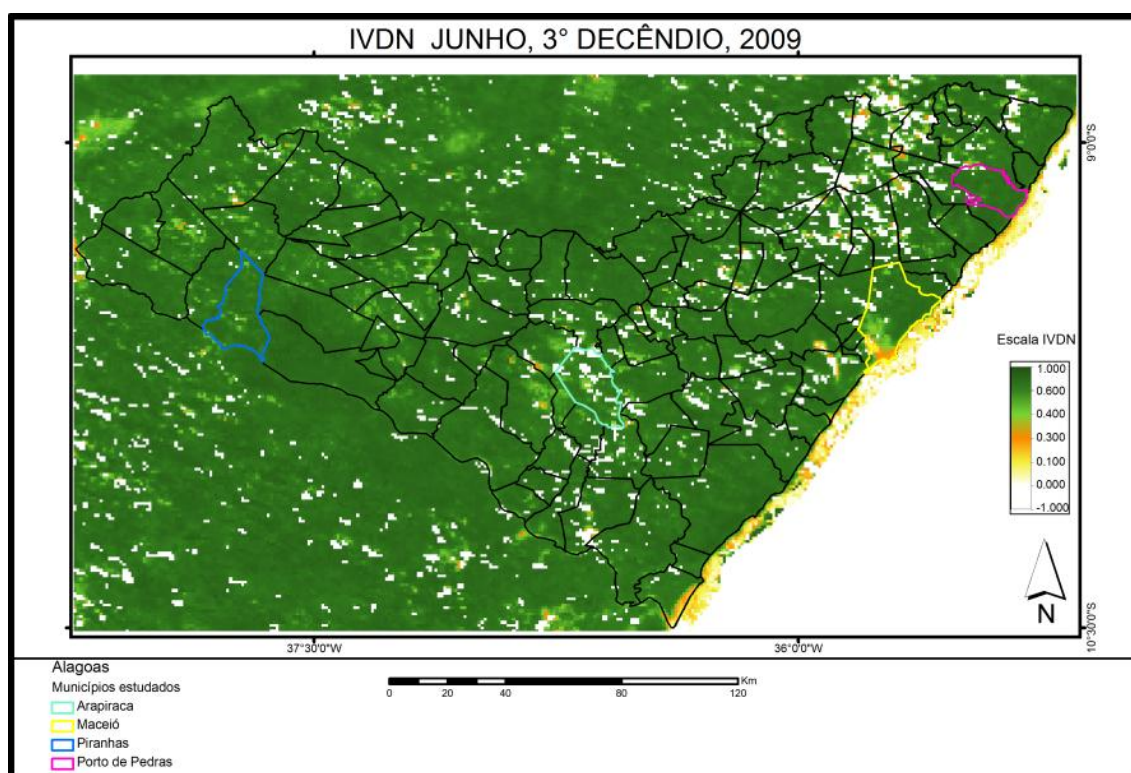 IVDN JUNHO, 3° DECÊNDIO, 2009
9°0'0"S
Escala IVDN
1.000
0.600
0.400
0.300
0.100
0.000
-1.000
N
10°30'0"S
37°30'0"W
36°0'0"W
Alagoas
Municípios estudados
Arapiraca
Maceió
Piranhas
Porto de Pedras
Km
0 20 40 80 120